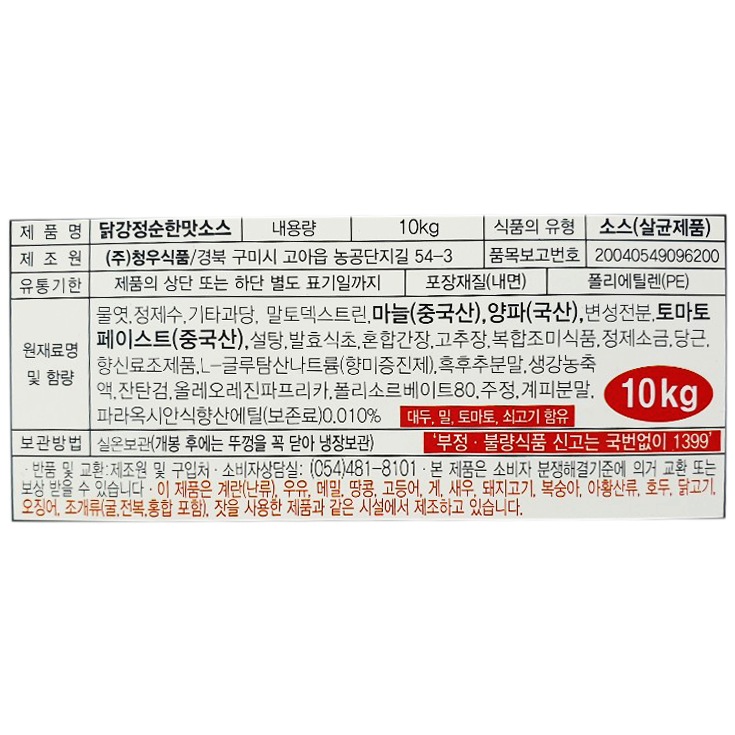 제 품 명 닭강정순한맛소스 내용량 10kg 식품의 유형 소스(살균제품)
제 조 원 (주)청우식품/경북 구미시 고아읍 농공단지길 54-3 품목보고번호 20040549096200
유통기한 제품의 상단 또는 하단 별도 표기일까지 포장재질(내면) 폴리에틸렌(PE)
원재료명 및 함량
물엿,정제수,기타과당, 말토덱스트린,마늘(중국산),양파(국산),변성전분,토마토
페이스트(중국산),설탕,발효식초,혼합간장,고추장,복합조미식품,정제소금,당근,
향신료조제품,L-글루탐산나트륨(향미증진제),흑후추분말,생강농축
액,잔탄검,올레오레진파프리카,폴리소르베이트80,주정,계피분말,
파라옥시안식향산에틸(보존료)0.010% 대두, 밀, 토마토, 쇠고기 함유
10kg
보관방법 실온보관(개봉 후에는 뚜껑을 꼭 닫아 냉장보관) '부정·불량식품 신고는 국번없이 1399'
· 반품 및 교환:제조원 및 구입처 · 소비자상담실: (054)481-8101 · 본 제품은 소비자 분쟁해결기준에 의거 교환 또는
보상 받을 수 있습니다 · 이 제품은 계란(난류), 우유, 메밀, 땅콩, 고등어, 게, 새우, 돼지고기, 복숭아, 아황산류, 호두, 닭고기,
오징어, 조개류(굴,전복,홍합 포함), 잣을 사용한 제품과 같은 시설에서 제조하고 있습니다.